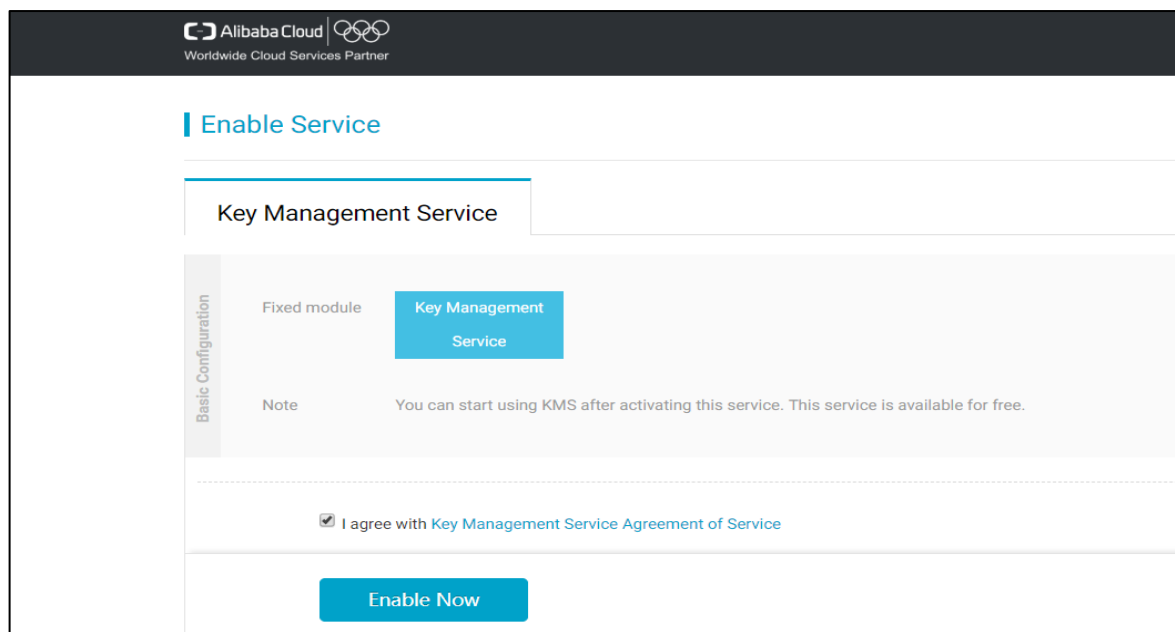 Alibaba Cloud
Worldwide Cloud Services Partner
Enable Service
Key Management Service
Basic Configuration
Fixed module
Key Management
Service
Note
You can start using KMS after activating this service. This service is available for free.
I agree with Key Management Service Agreement of Service
Enable Now